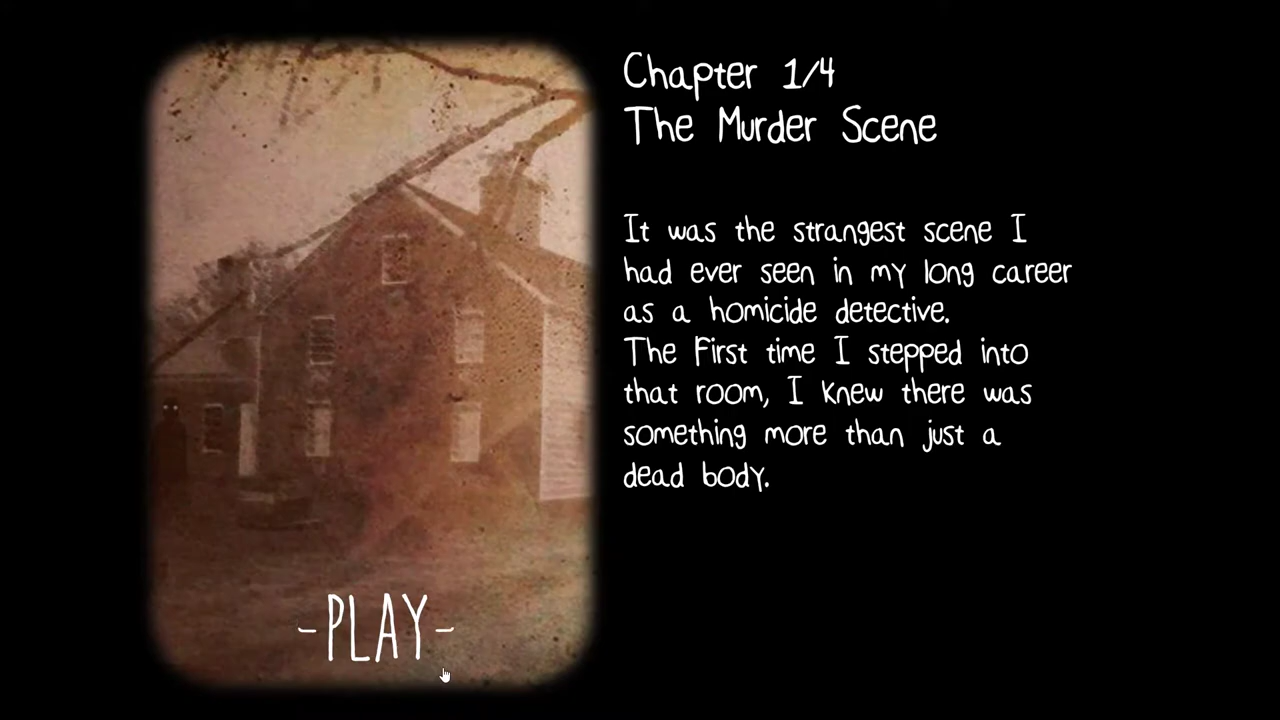 Chapter 1/4
The Murder Scene
It was the strangest scene I
had ever seen in my long career
as a homicide detective.
The First time I stepped into
that room, I knew there was
something more than just a
dead body.
-PLAY-